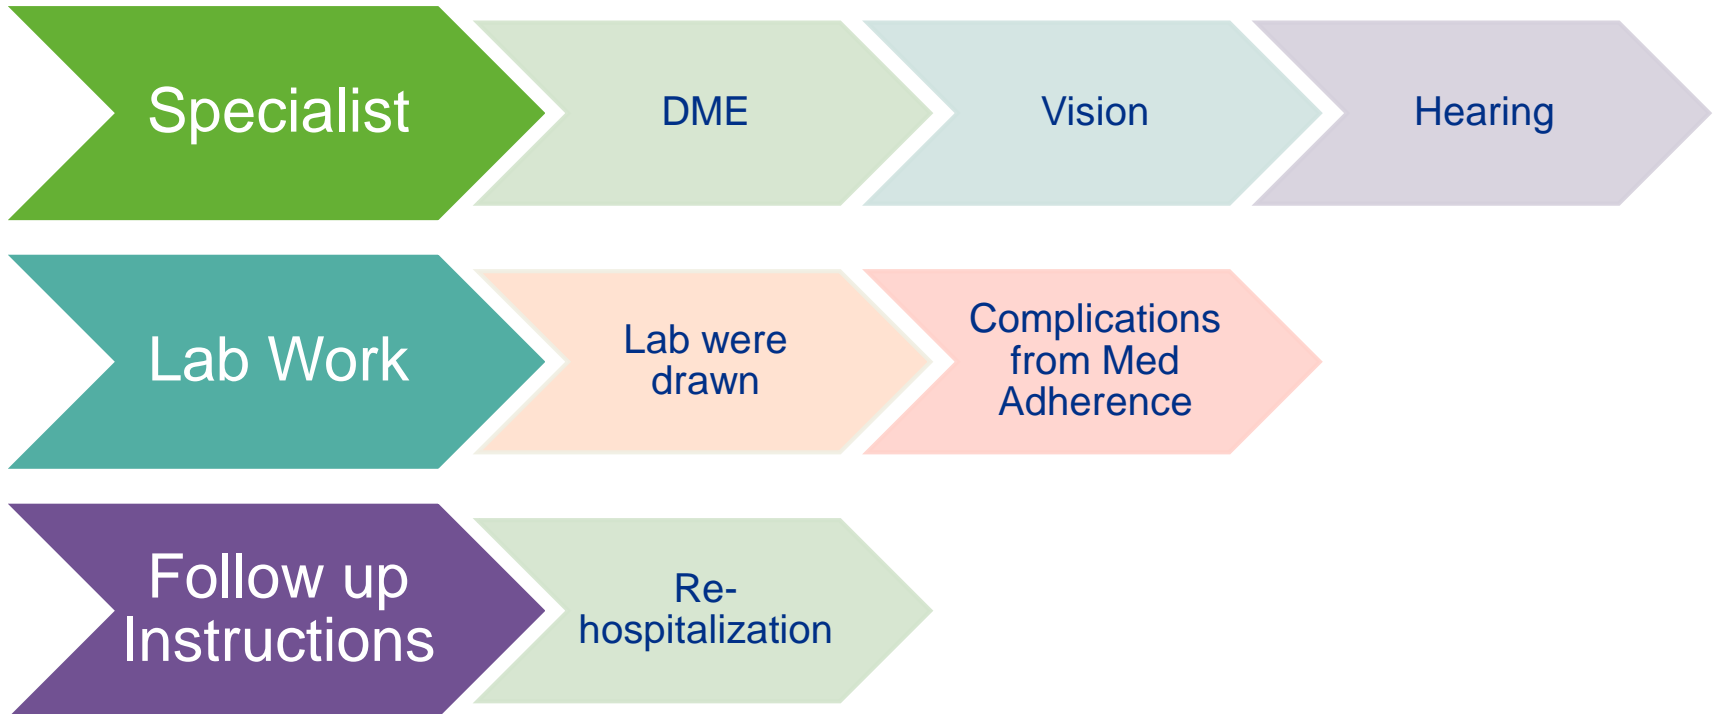 Specialist
DME
Vision
Hearing
Lab Work
Lab were
drawn
Complications
from Med
Adherence
Follow up
Instructions
Re-
hospitalization